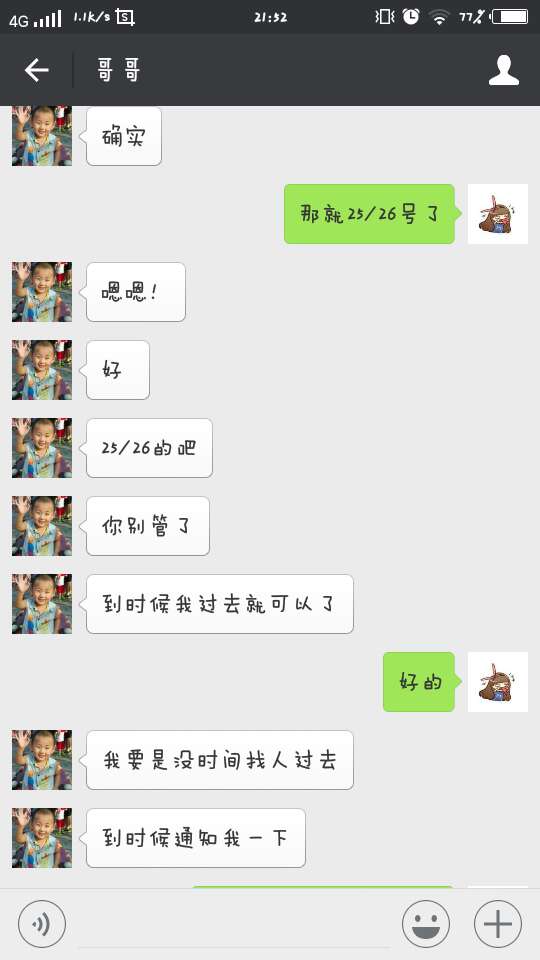 4G 1.1k/s S 21:52 77%
哥哥
确实
那就25/26号了
嗯嗯!
好
25/26的吧
你别管了
到时候我过去就可以了
好的
我要是没时间找人过去
到时候通知我一下